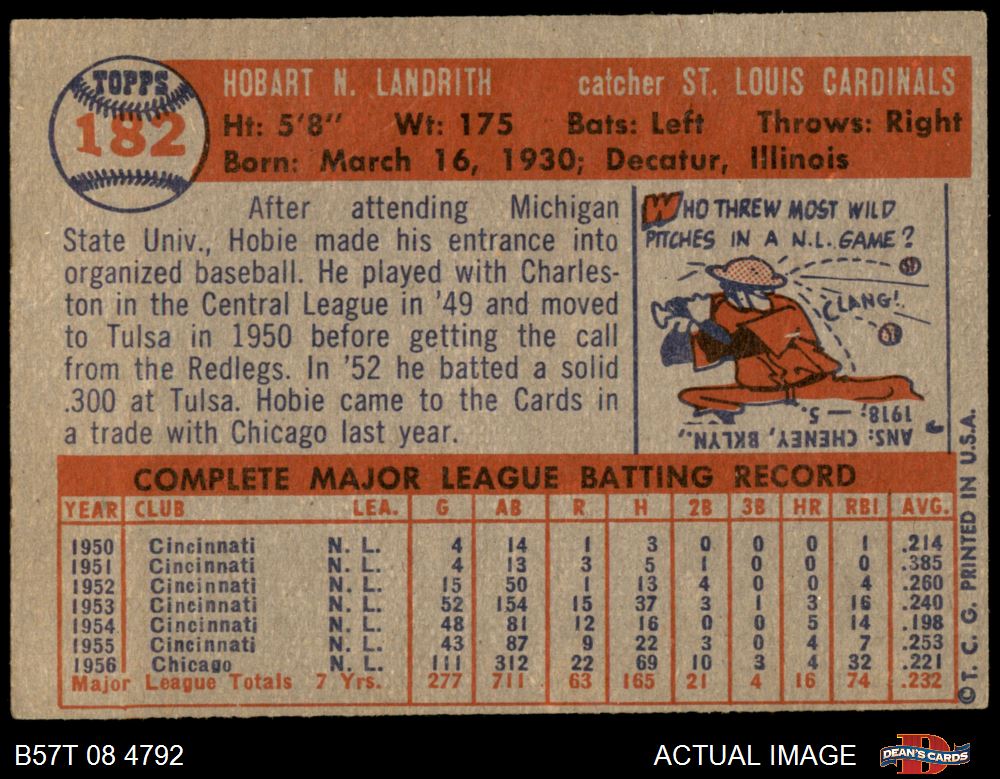 TOPPS
182
HOBART N. LANDRITH catcher ST. LOUIS CARDINALS
Ht: 5'8" Wt: 175 Bats: Left Throws: Right
Born: March 16, 1930; Decatur, Illinois
After attending Michigan
State Univ., Hobie made his entrance into
organized baseball. He played with Charles-
ton in the Central League in '49 and moved
to Tulsa in 1950 before getting the call
from the Redlegs. In '52 he batted a solid
.300 at Tulsa. Hobie came to the Cards in
a trade with Chicago last year.
WHO THREW MOST WILD
PITCHES IN A N.L. GAME?
CLANG!
ANS: CHENEY, BKLYN.,
1918; — 5.
COMPLETE MAJOR LEAGUE BATTING RECORD
YEAR CLUB LEA. G AB R H 2B 3B HR RBI AVG.
1950 Cincinnati N. L. 4 14 1 3 0 0 0 1 .214
1951 Cincinnati N. L. 4 13 3 5 1 0 0 0 .385
1952 Cincinnati N. L. 15 50 1 13 4 0 0 4 .260
1953 Cincinnati N. L. 52 154 15 37 3 1 3 16 .240
1954 Cincinnati N. L. 48 81 12 16 0 0 5 14 .198
1955 Cincinnati N. L. 43 87 9 22 3 0 4 7 .253
1956 Chicago N. L. 111 312 22 69 10 3 4 32 .221
Major League Totals 7 Yrs. 277 711 63 165 21 4 16 74 .232
© T. C. G. PRINTED IN U.S.A.
B57T 08 4792
ACTUAL IMAGE
DEAN'S CARDS